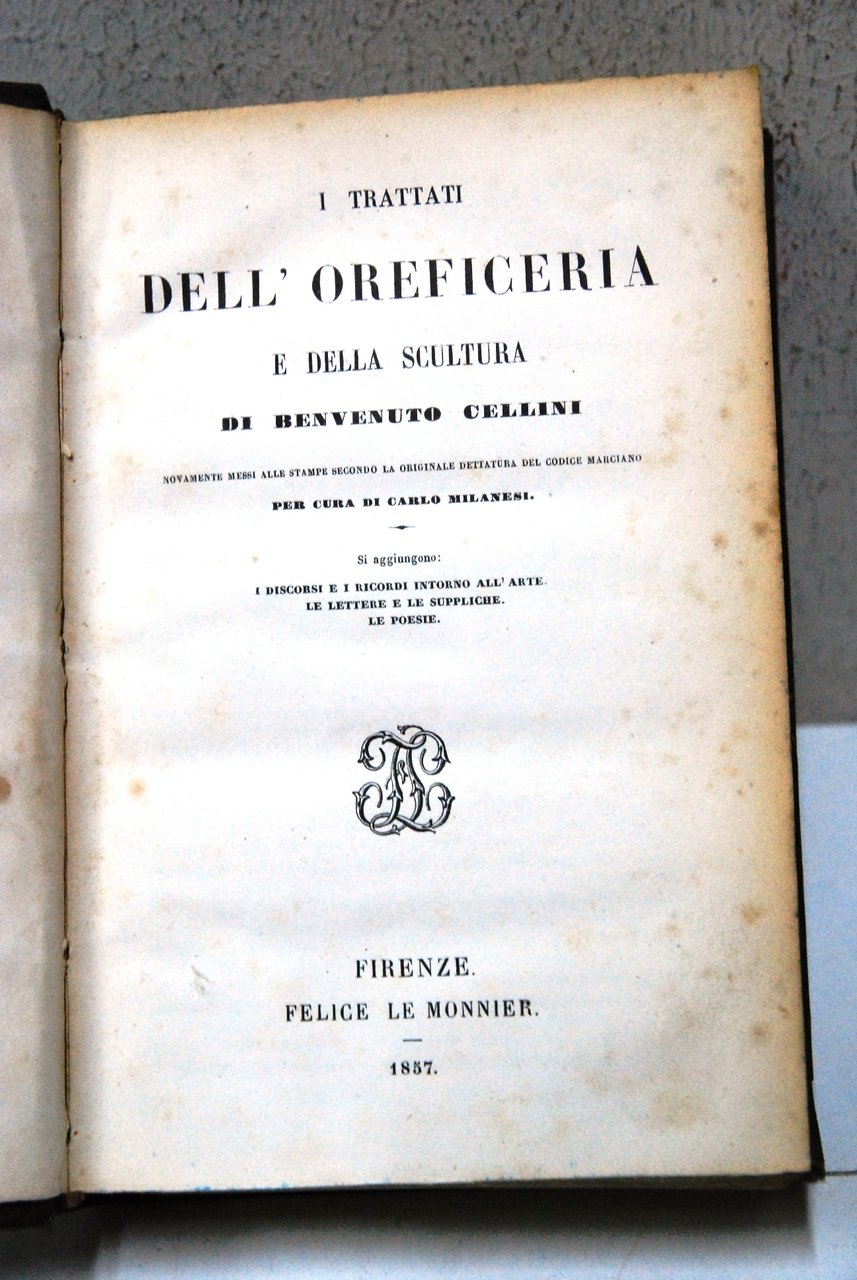 I TRATTATI
DELL' OREFICERIA
E DELLA SCULTURA
DI BENVENUTO CELLINI
NOVAMENTE MESSI ALLE STAMPE SECONDO LA ORIGINALE DETTATURA DEL CODICE MARCIANO
PER CURA DI CARLO MILANESI.
Si aggiungono:
I DISCORSI E I RICORDI INTORNO ALL' ARTE.
LE LETTERE E LE SUPPLICHE.
LE POESIE.
FIRENZE.
FELICE LE MONNIER.
1857.